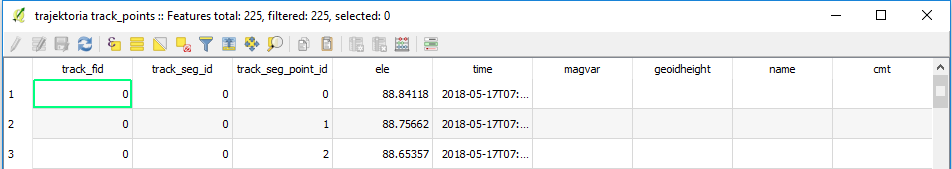 trajektoria track_points :: Features total: 225, filtered: 225, selected: 0
track_fid track_seg_id track_seg_point_id ele time magvar geoidheight name cmt
1 0 0 0 88.84118 2018-05-17T07:...
2 0 0 1 88.75662 2018-05-17T07:...
3 0 0 2 88.65357 2018-05-17T07:...